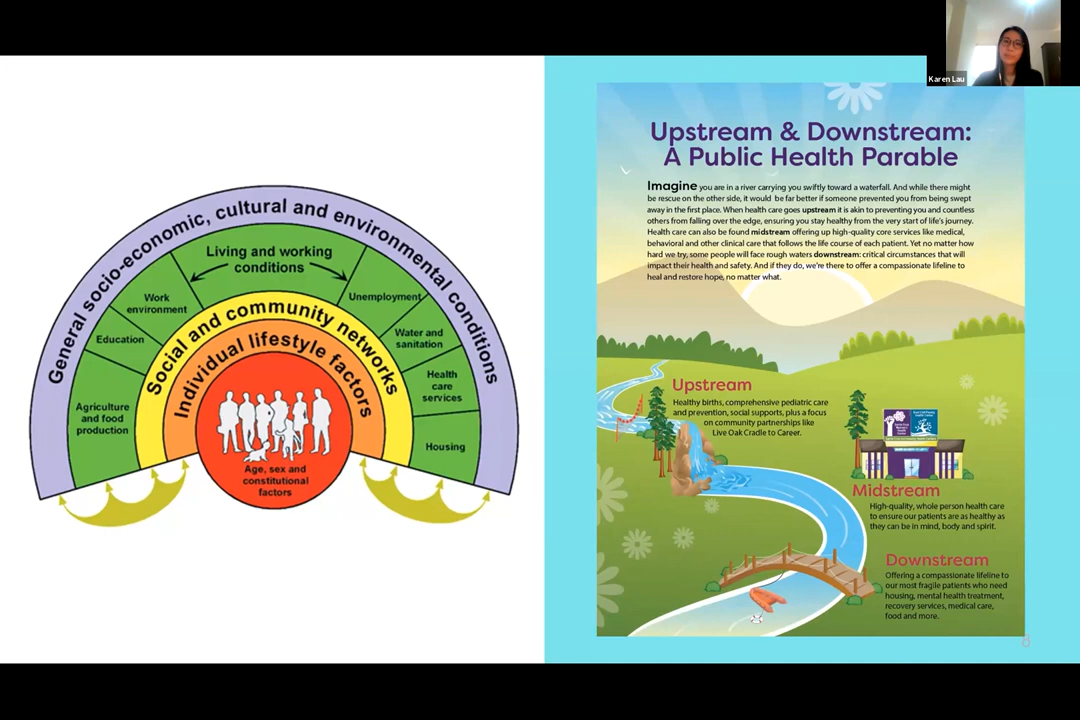 Karen Lau
General socio-economic, cultural and environmental conditions
Living and working
conditions
Work
environment
Unemployment
Education
Water and
sanitation
Health
care
services
Agriculture
and food
production
Housing
Social and community networks
Individual lifestyle factors
Age, sex and
constitutional
factors
Upstream & Downstream:
A Public Health Parable
Imagine you are in a river carrying you swiftly toward a waterfall. And while there might
be rescue on the other side, it would be far better if someone prevented you from being swept
away in the first place. When health care goes upstream it is akin to preventing you and countless
others from falling over the edge, ensuring you stay healthy from the very start of life's journey.
Health care can also be found midstream offering up high-quality core services like medical,
behavioral and other clinical care that follows the life course of each patient. Yet no matter how
hard we try, some people will face rough waters downstream: critical circumstances that will
impact their health and safety. And if they do, we're there to offer a compassionate lifeline to
heal and restore hope, no matter what.
Upstream
Healthy births, comprehensive pediatric care
and prevention, social supports, plus a focus
on community partnerships like
Live Oak Cradle to Career.
Midstream
High-quality, whole person health care
to ensure our patients are as healthy as
they can be in mind, body and spirit.
Downstream
Offering a compassionate lifeline to
our most fragile patients who need
housing, mental health treatment,
recovery services, medical care,
food and more.
8